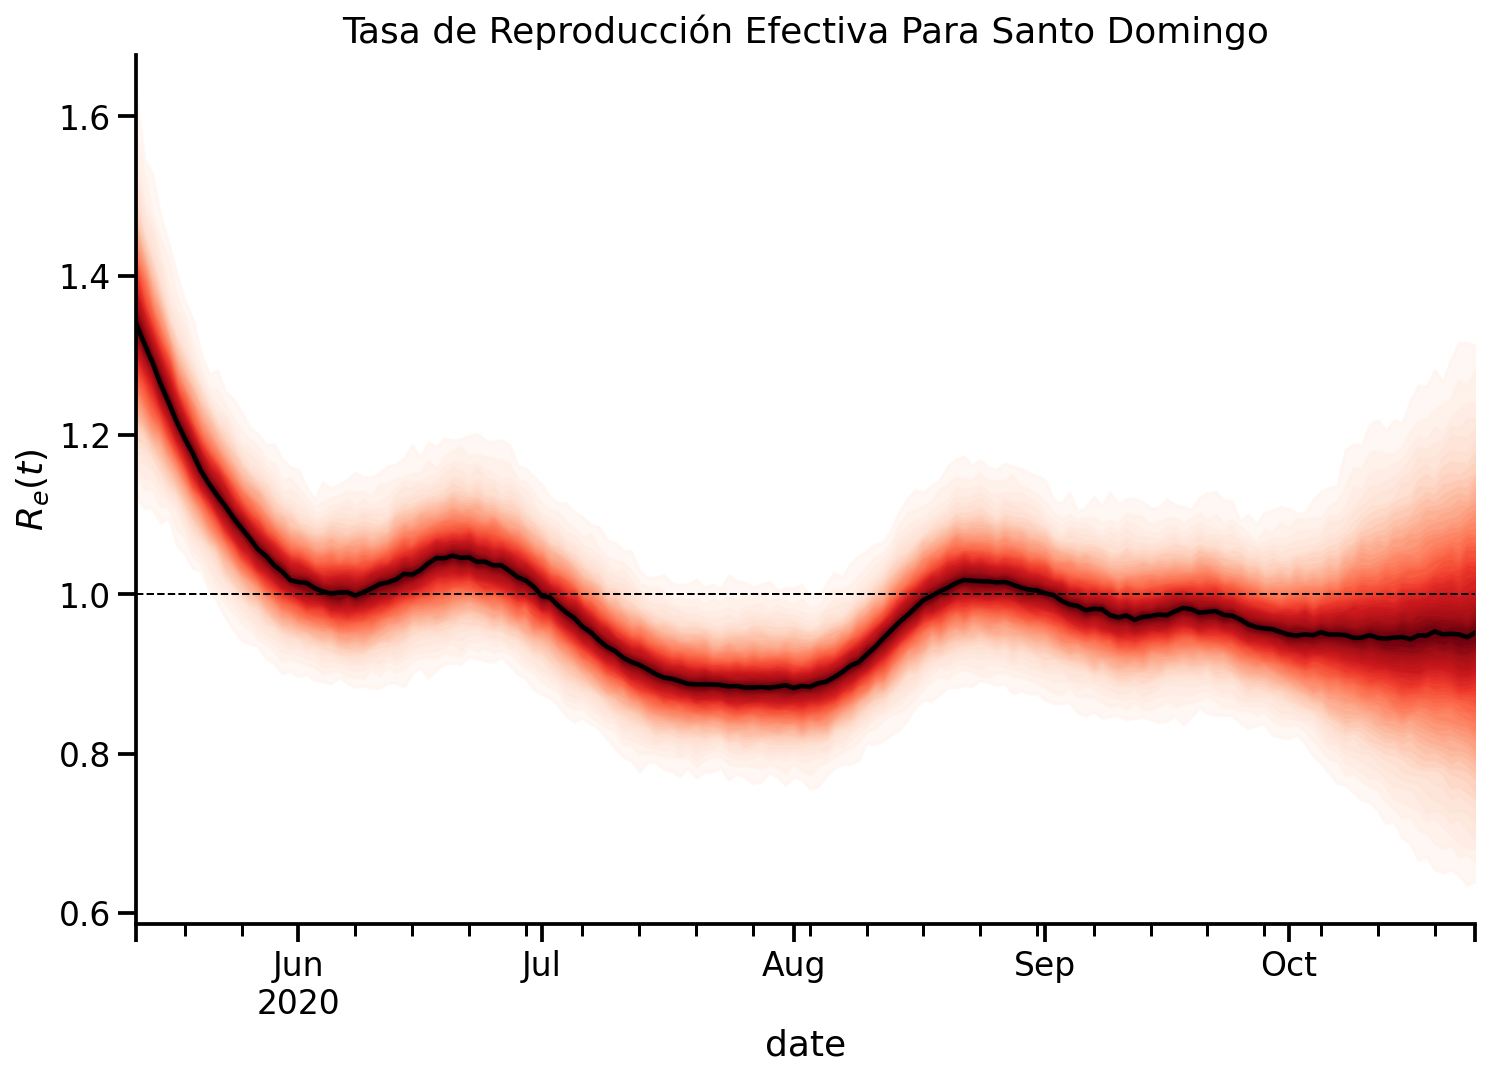 Tasa de Reproducción Efectiva Para Santo Domingo
1.6
1.4
1.2
1.0
0.8
0.6
R_e(t)
Jun Jul Aug Sep Oct
2020
date